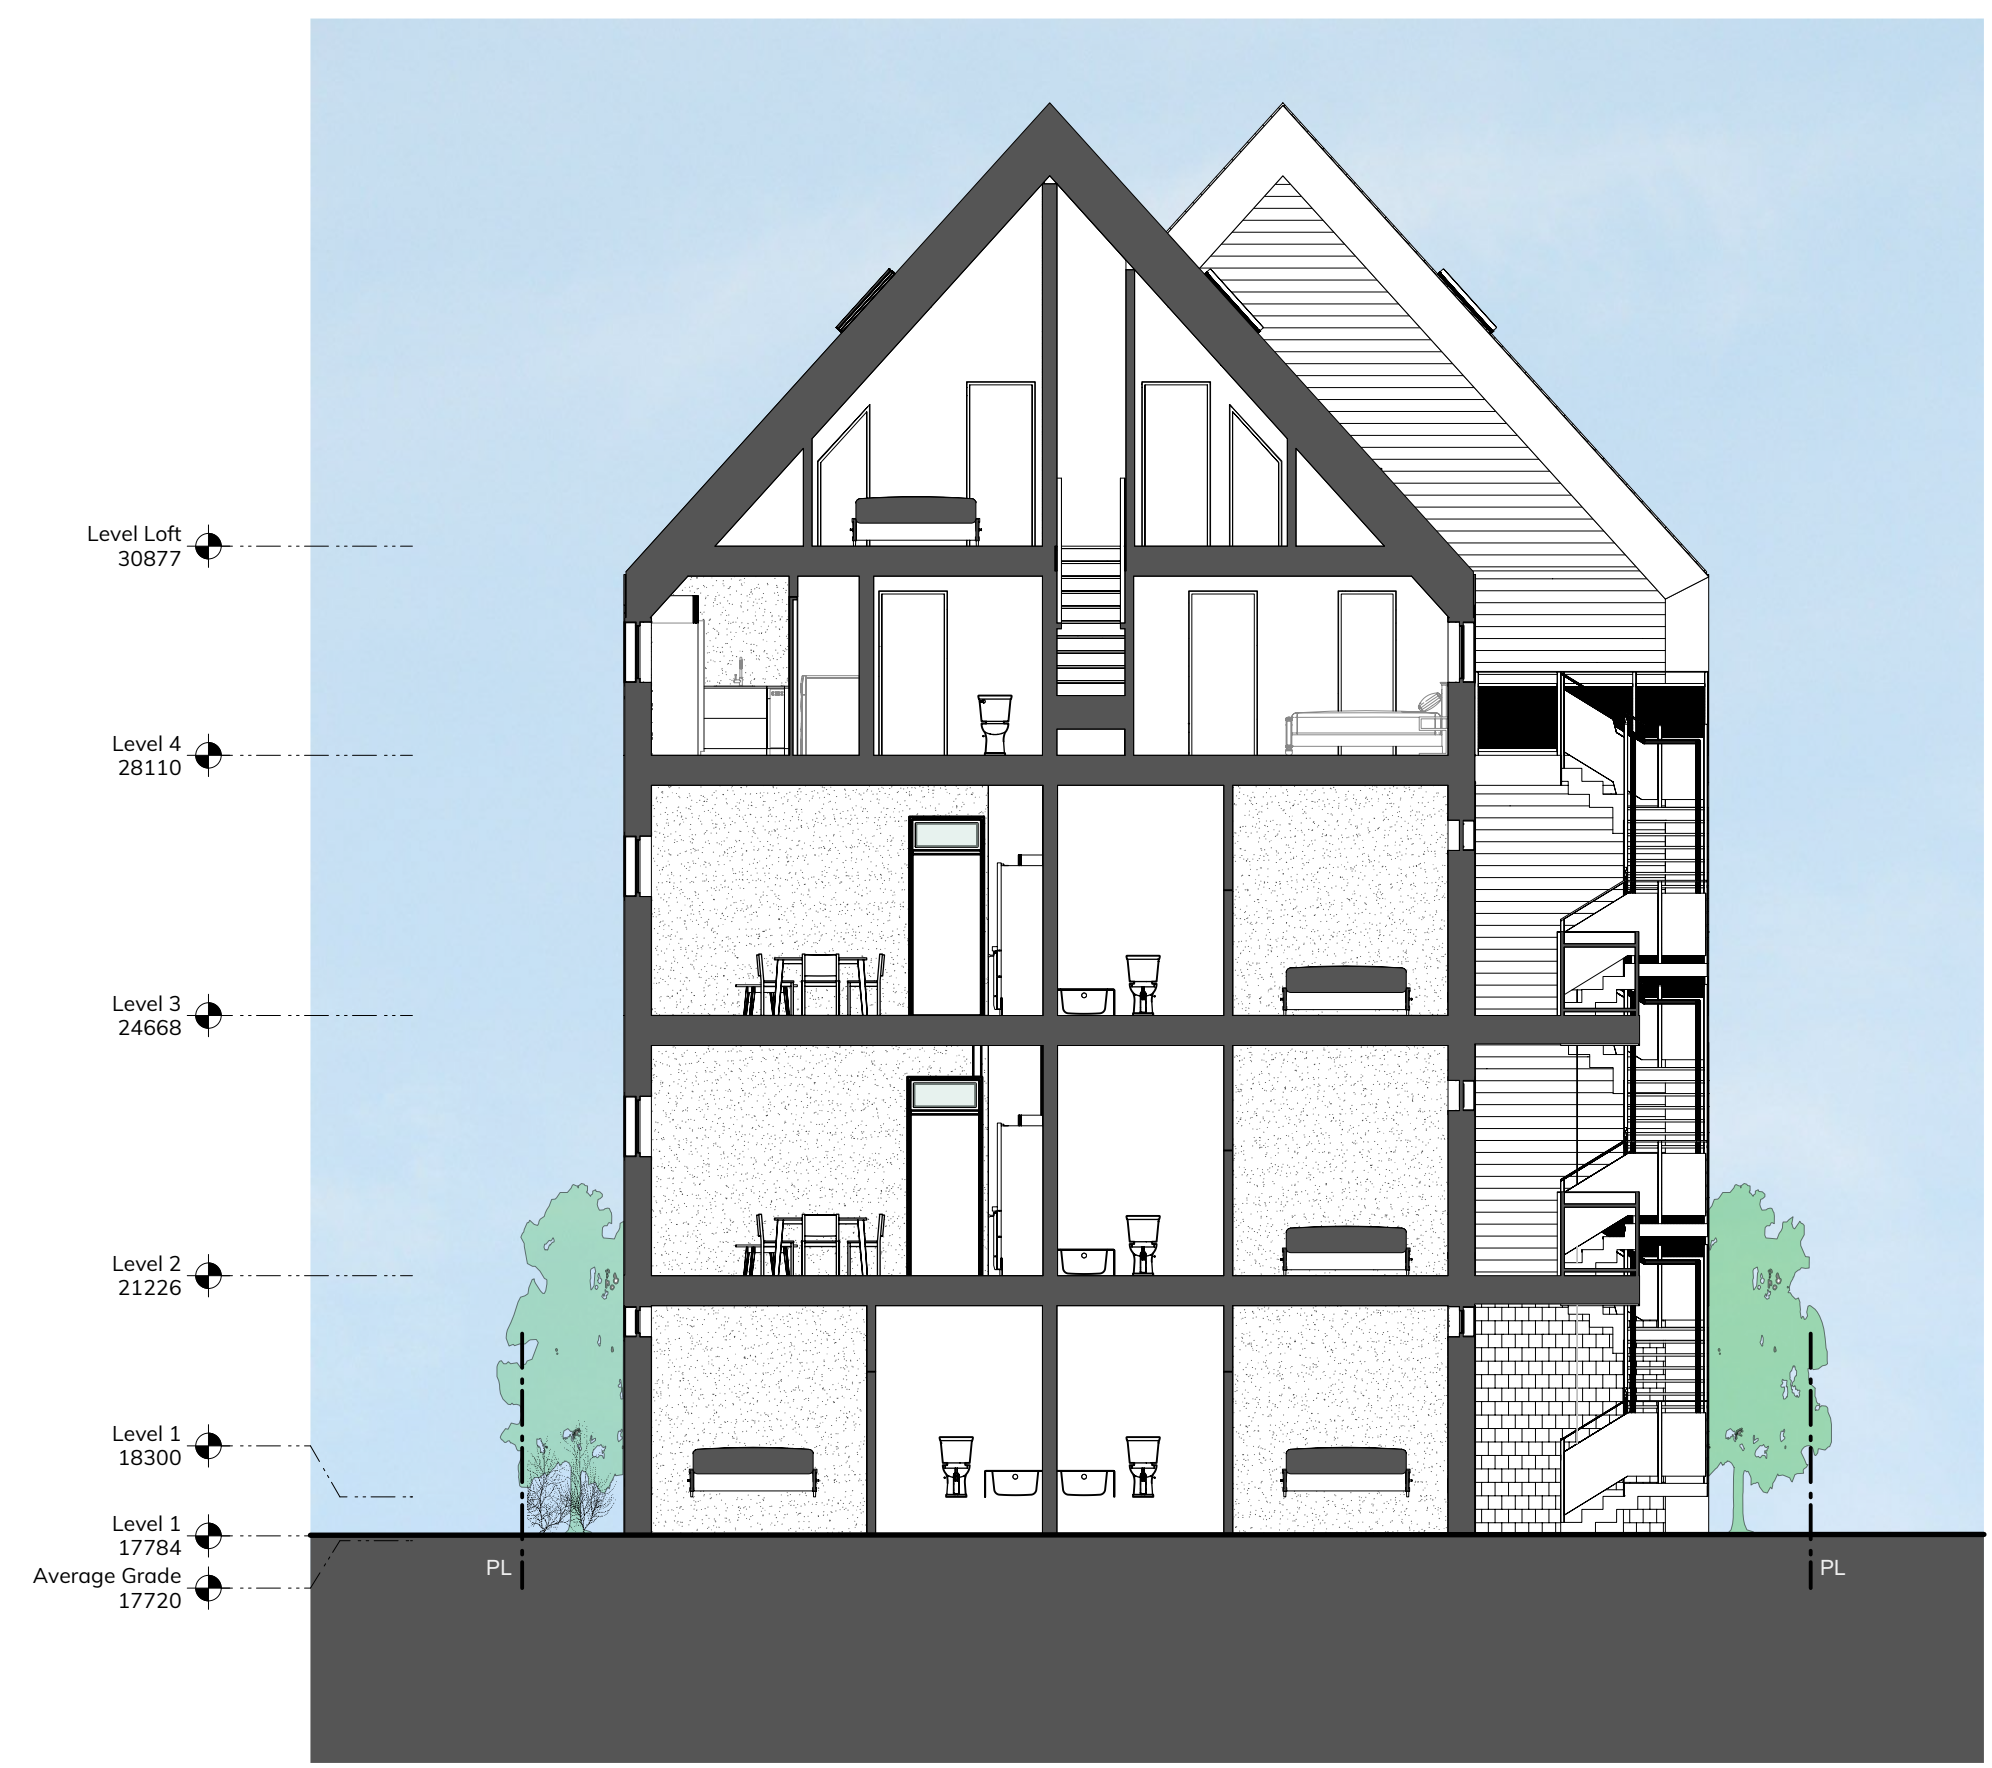 Level Loft
30877
Level 4
28110
Level 3
24668
Level 2
21226
Level 1
18300
Level 1
17784
Average Grade
17720
PL
PL